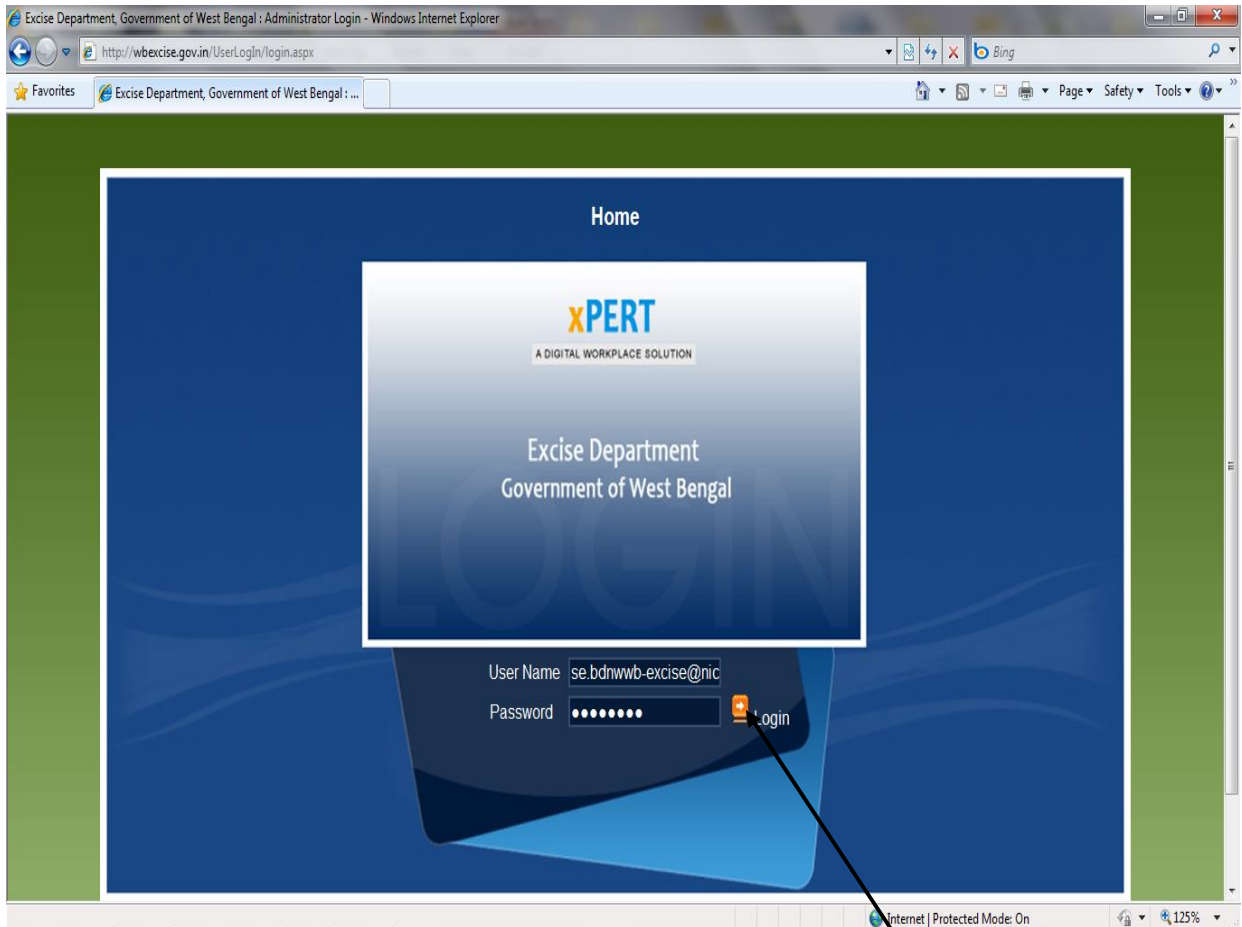 Excise Department, Government of West Bengal : Administrator Login - Windows Internet Explorer
http://wbexcise.gov.in/UserLogIn/login.aspx
Bing
Favorites
Excise Department, Government of West Bengal : ...
Page
Safety
Tools
Home
xPERT
A DIGITAL WORKPLACE SOLUTION
Excise Department
Government of West Bengal
LOGIN
User Name se.bdnwwb-excise@nic
Password ••••••••
Login
Internet | Protected Mode: On
125%